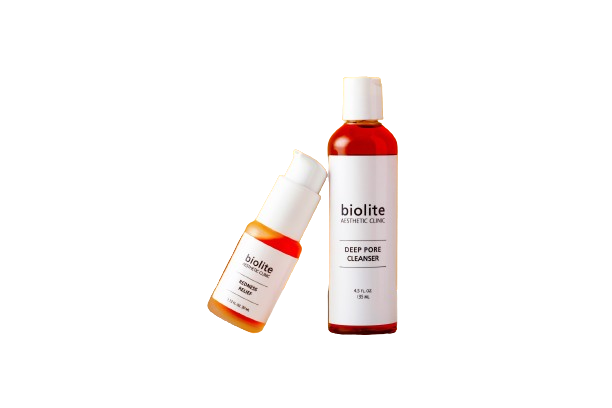 biolite
AESTHETIC CLINIC
REDNESS
RELIEF
biolite
AESTHETIC CLINIC
DEEP PORE
CLEANSER
4.5 FL OZ
135 ML